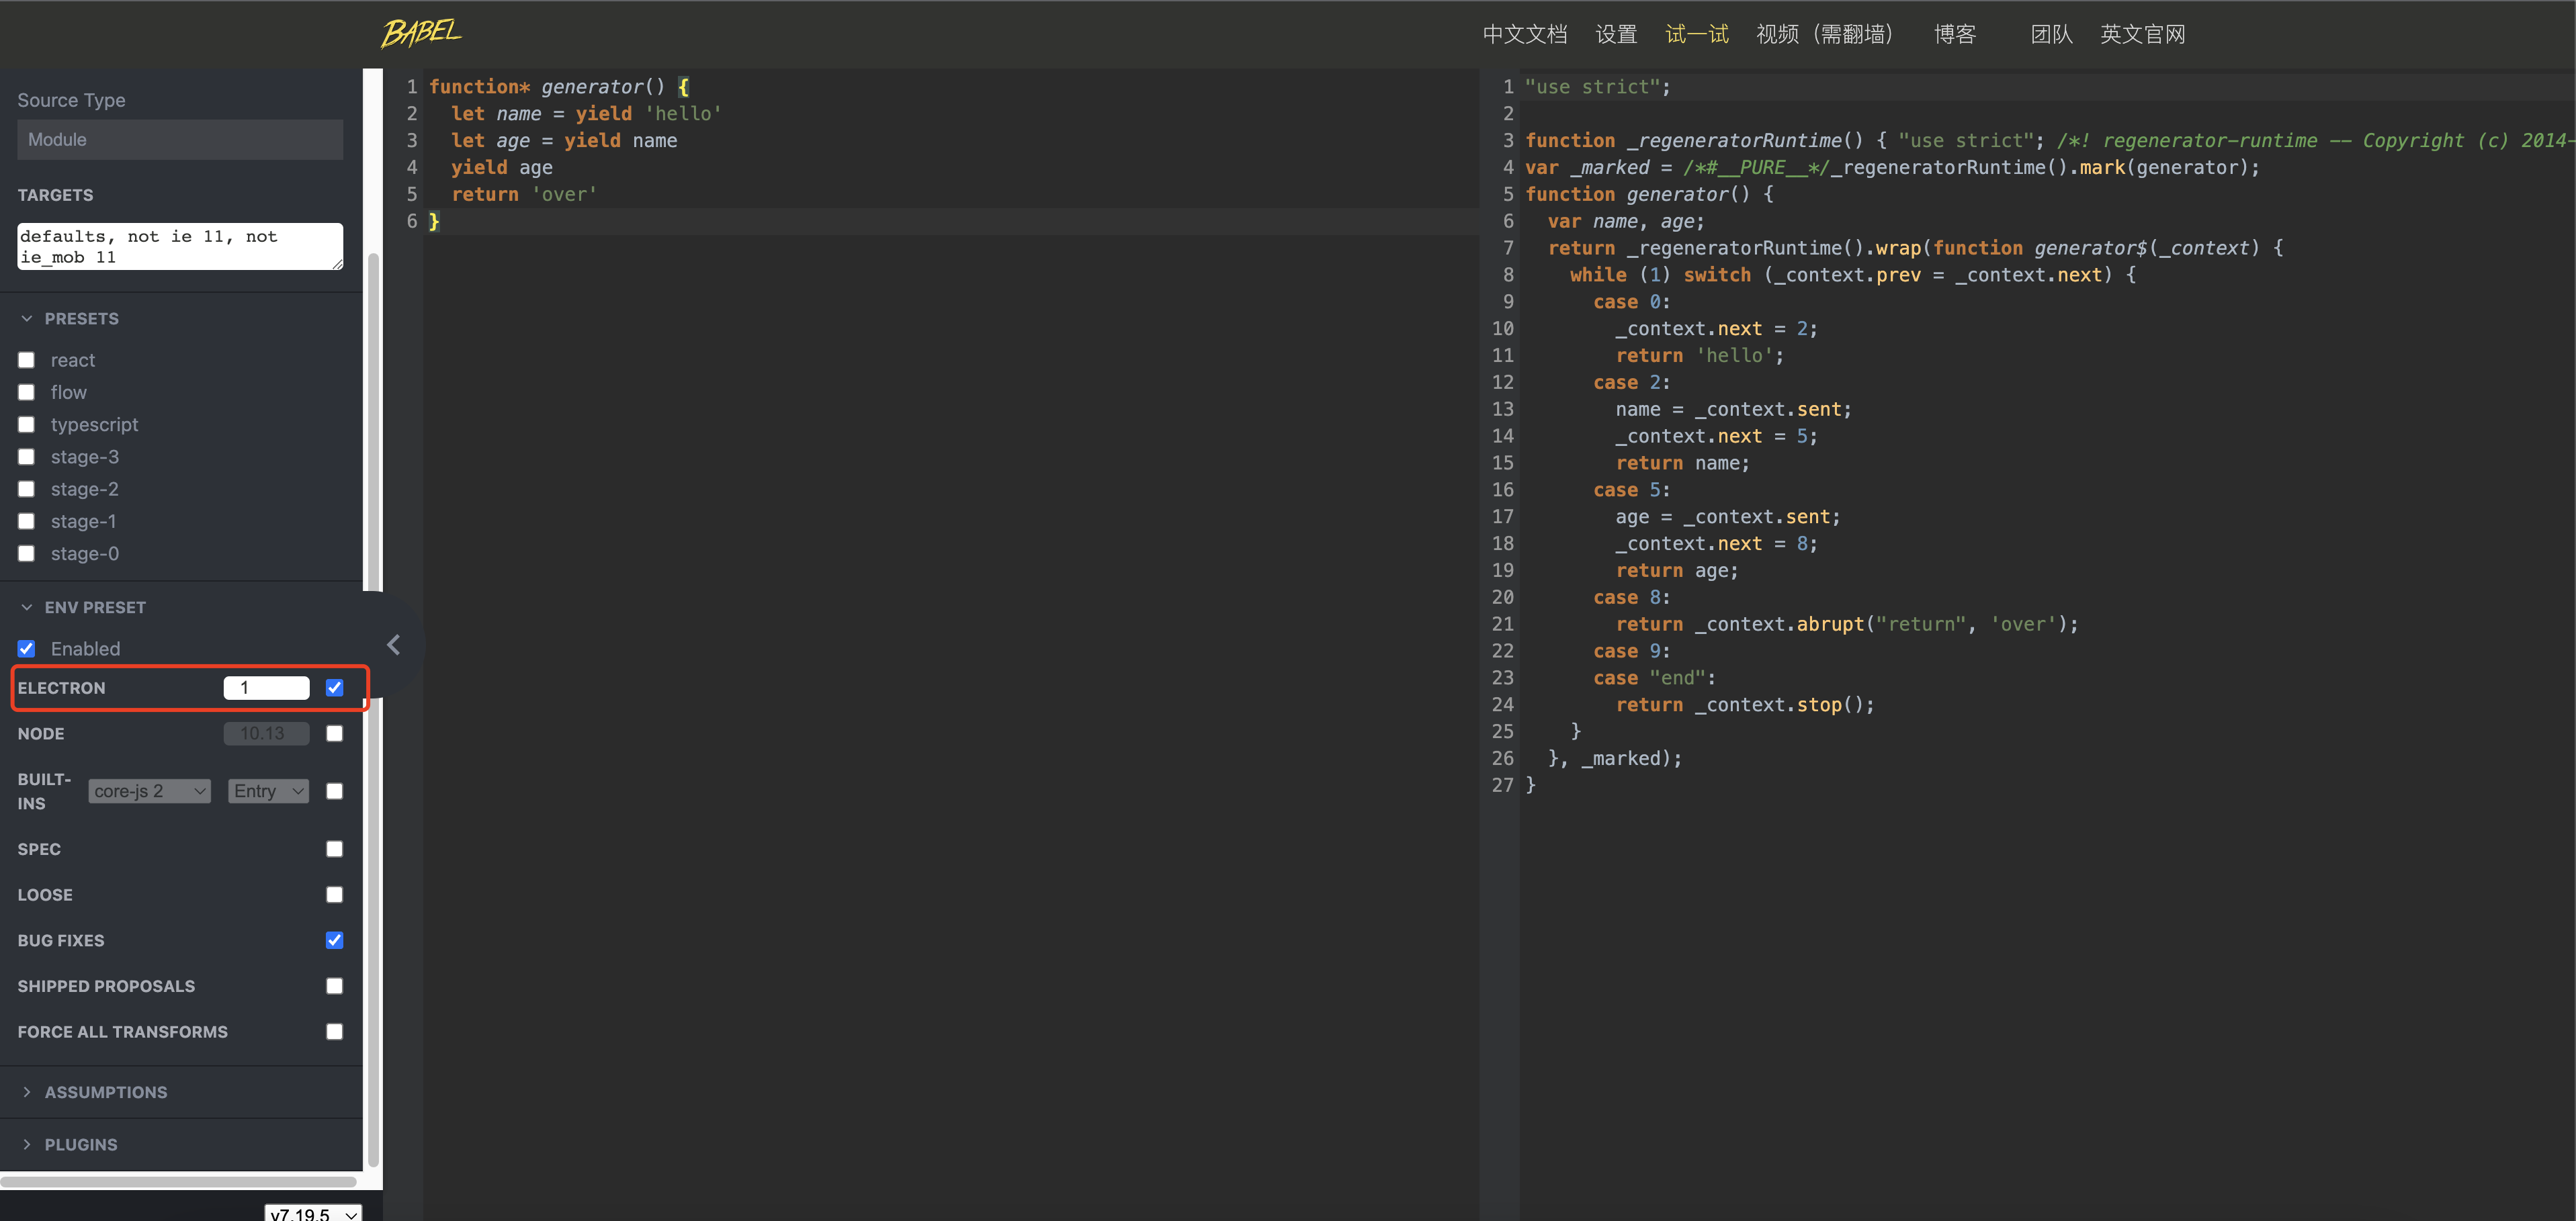 BABEL
中文文档 设置 试一试 视频（需翻墙） 博客 团队 英文官网
Source Type
Module
TARGETS
defaults, not ie 11, not
ie_mob 11
PRESETS
react
flow
typescript
stage-3
stage-2
stage-1
stage-0
ENV PRESET
Enabled
ELECTRON 1
NODE 10.13
BUILT-
INS core-js 2 Entry
SPEC
LOOSE
BUG FIXES
SHIPPED PROPOSALS
FORCE ALL TRANSFORMS
ASSUMPTIONS
PLUGINS
v7.19.5
1 function* generator() {
2 let name = yield 'hello'
3 let age = yield name
4 yield age
5 return 'over'
6 }
1 "use strict";
2
3 function _regeneratorRuntime() { "use strict"; /*! regenerator-runtime -- Copyright (c) 2014-
4 var _marked = /*#__PURE__*/_regeneratorRuntime().mark(generator);
5 function generator() {
6 var name, age;
7 return _regeneratorRuntime().wrap(function generator$(_context) {
8 while (1) switch (_context.prev = _context.next) {
9 case 0:
10 _context.next = 2;
11 return 'hello';
12 case 2:
13 name = _context.sent;
14 _context.next = 5;
15 return name;
16 case 5:
17 age = _context.sent;
18 _context.next = 8;
19 return age;
20 case 8:
21 return _context.abrupt("return", 'over');
22 case 9:
23 case "end":
24 return _context.stop();
25 }
26 }, _marked);
27 }